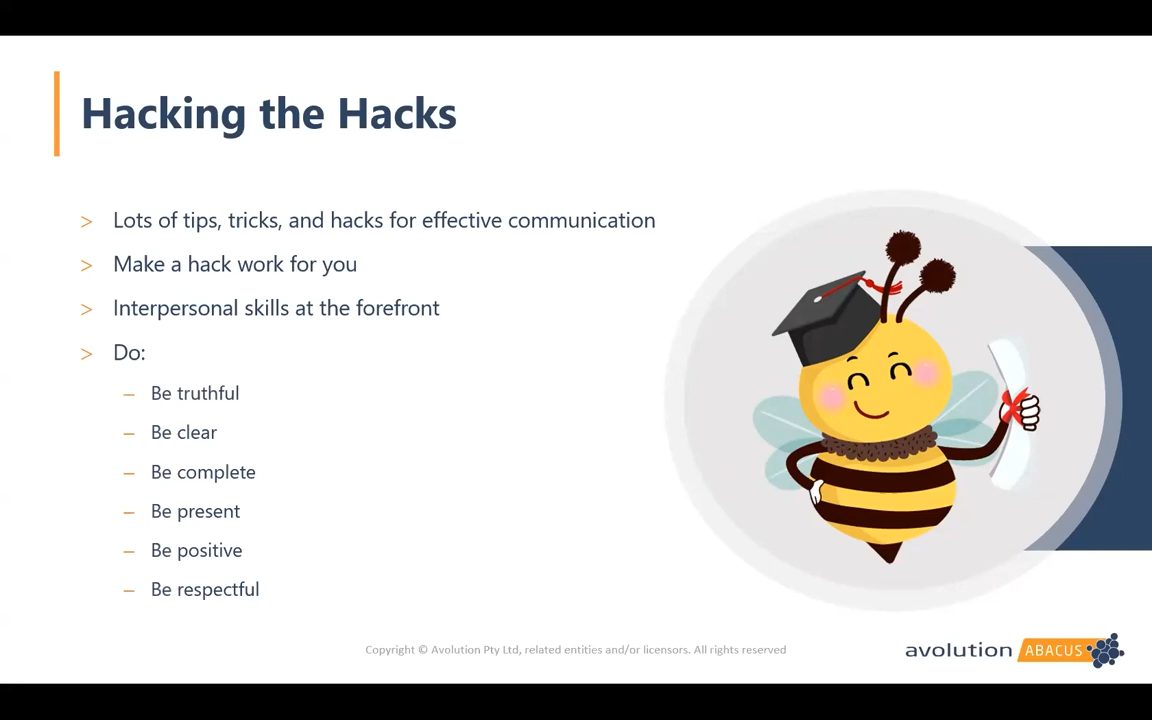 Hacking the Hacks
> Lots of tips, tricks, and hacks for effective communication
> Make a hack work for you
> Interpersonal skills at the forefront
> Do:
– Be truthful
– Be clear
– Be complete
– Be present
– Be positive
– Be respectful
Copyright © Avolution Pty Ltd, related entities and/or licensors. All rights reserved
avolution ABACUS